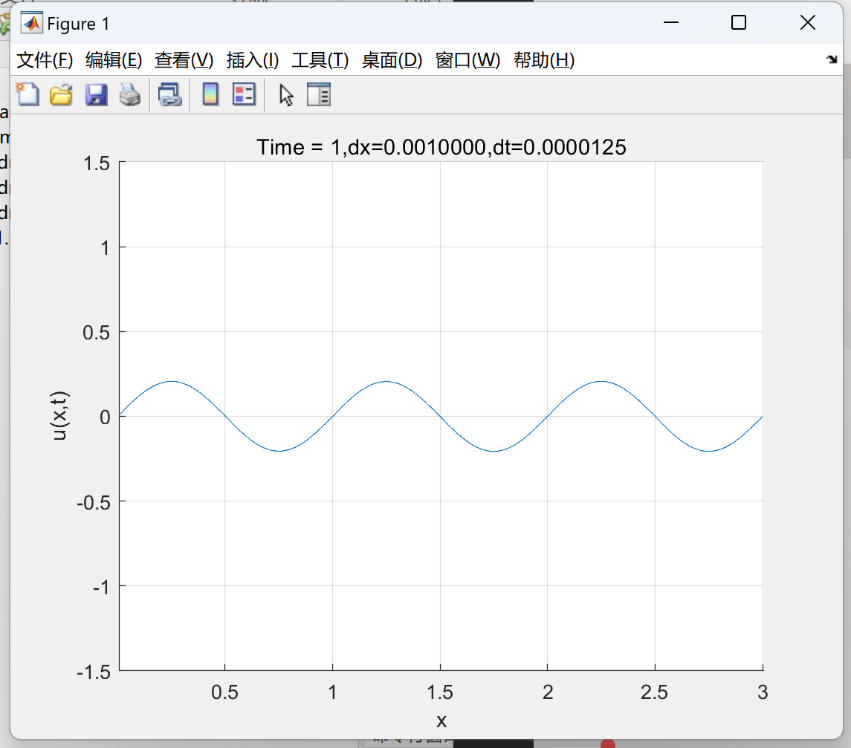 Figure 1
文件(F) 编辑(E) 查看(V) 插入(I) 工具(T) 桌面(D) 窗口(W) 帮助(H)
Time = 1,dx=0.0010000,dt=0.0000125
1.5
1
0.5
0
-0.5
-1
-1.5
u(x,t)
0.5 1 1.5 2 2.5 3
x